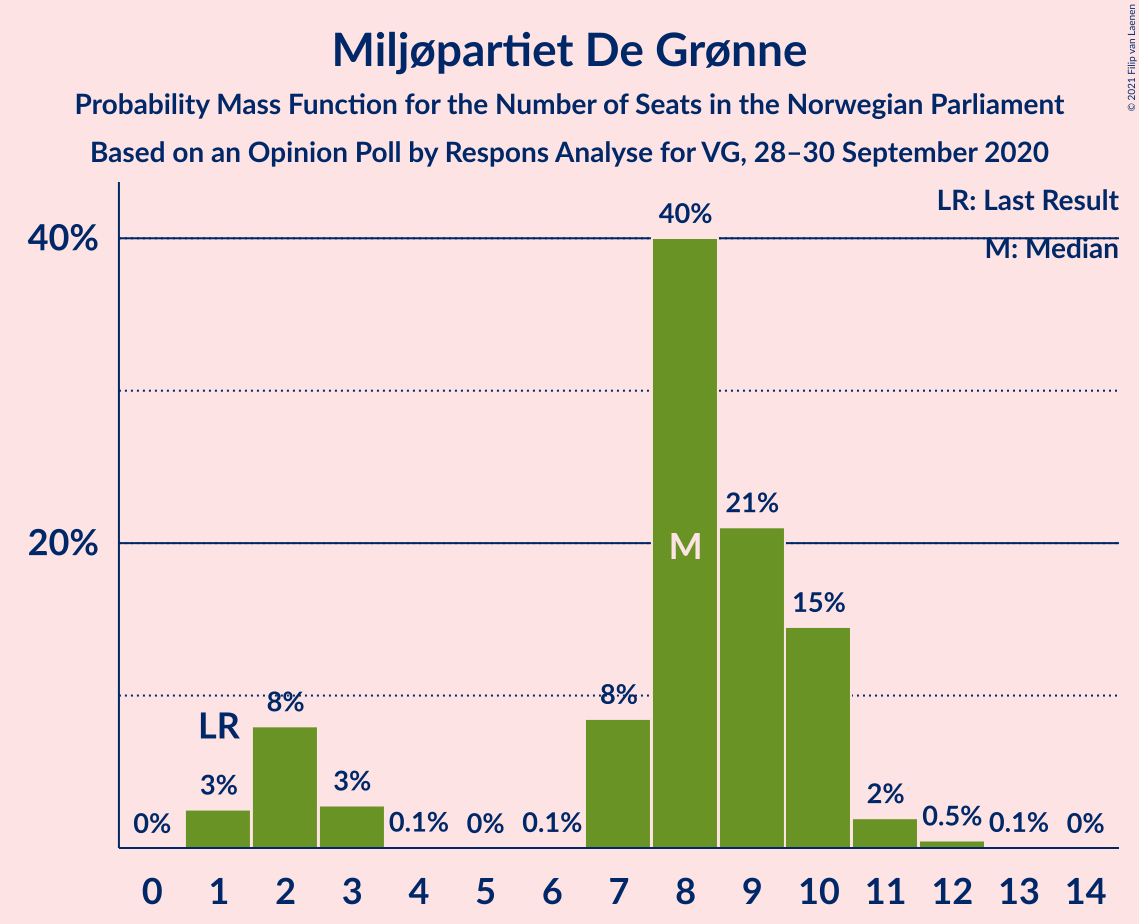 Miljøpartiet De Grønne
Probability Mass Function for the Number of Seats in the Norwegian Parliament
Based on an Opinion Poll by Respons Analyse for VG, 28–30 September 2020
© 2021 Filip van Laenen
LR: Last Result
M: Median
40%
20%
0%
3%
LR
8%
3%
0.1%
0%
0.1%
8%
40%
M
21%
15%
2%
0.5%
0.1%
0%
0 1 2 3 4 5 6 7 8 9 10 11 12 13 14